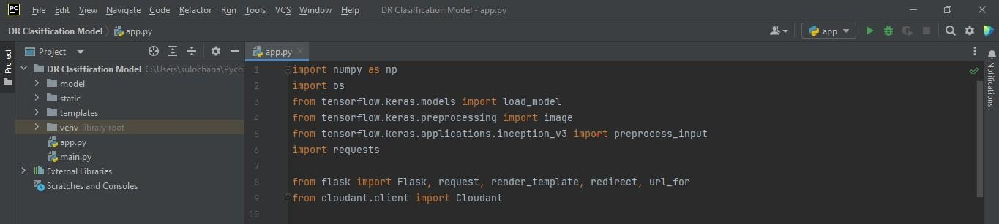 PC File Edit View Navigate Code Refactor Run Tools VCS Window Help DR Clasiffication Model - app.py
DR Clasiffication Model app.py app
Project Project app.py
DR Clasiffication Model C:\Users\sulochana\Pycha
model
static
templates
venv library root
app.py
main.py
External Libraries
Scratches and Consoles
1 import numpy as np
2 import os
3 from tensorflow.keras.models import load_model
4 from tensorflow.keras.preprocessing import image
5 from tensorflow.keras.applications.inception_v3 import preprocess_input
6 import requests
7
8 from flask import Flask, request, render_template, redirect, url_for
9 from cloudant.client import Cloudant
10
Notifications